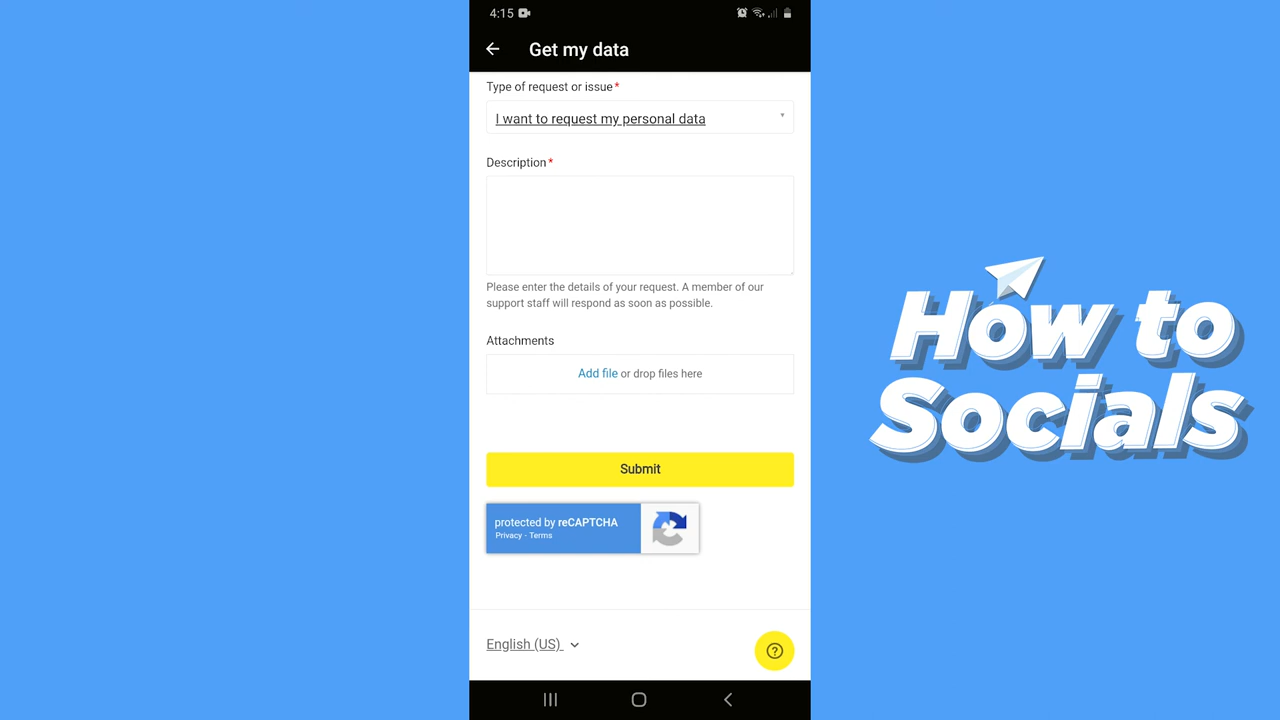 4:15
Get my data
Type of request or issue*
I want to request my personal data
Description*
Please enter the details of your request. A member of our
support staff will respond as soon as possible.
Attachments
Add file or drop files here
Submit
protected by reCAPTCHA
Privacy - Terms
English (US)
How to
Socials